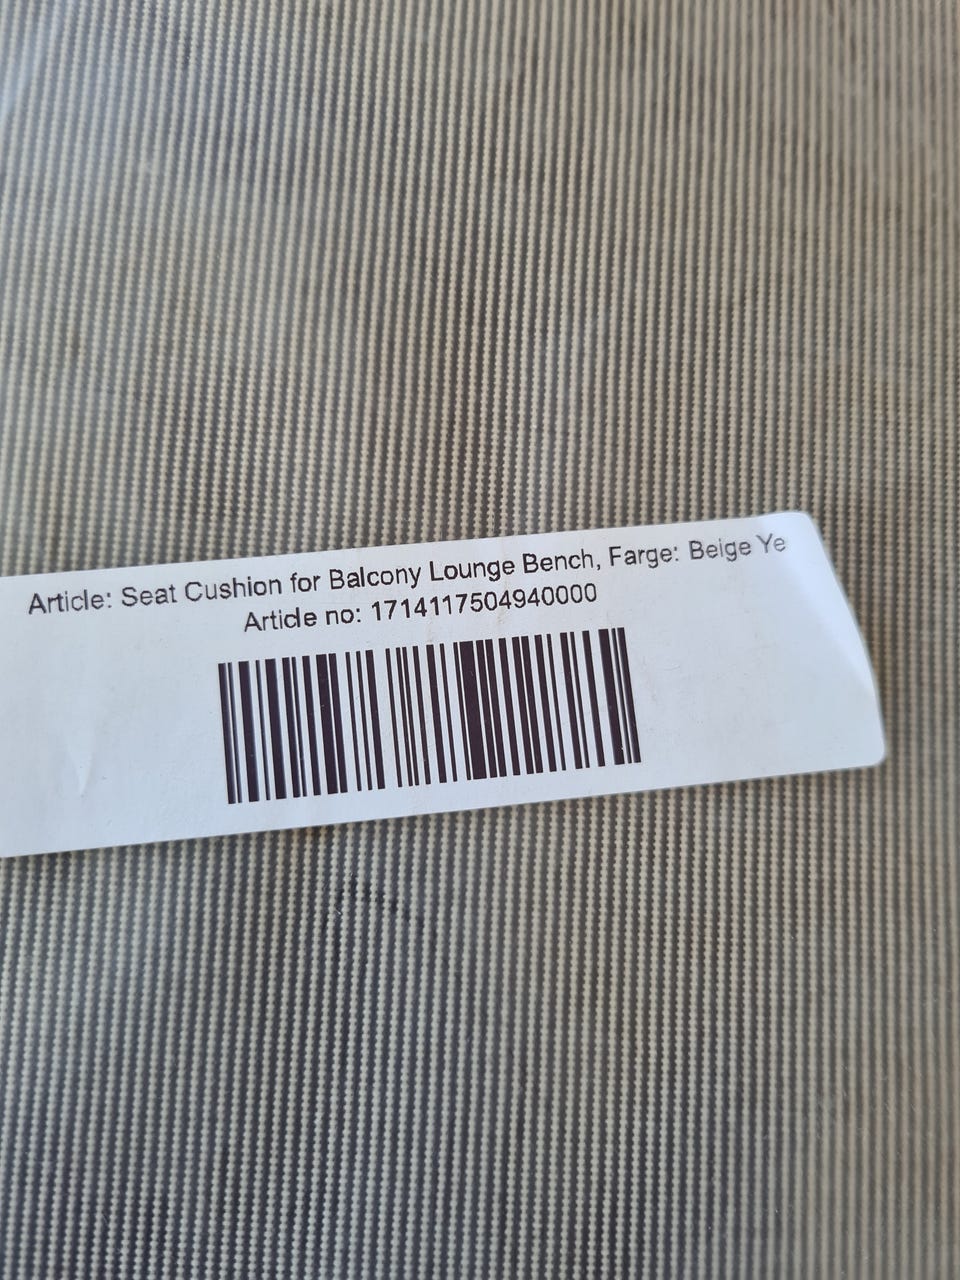 Article: Seat Cushion for Balcony Lounge Bench, Farge: Beige Ye
Article no: 1714117504940000